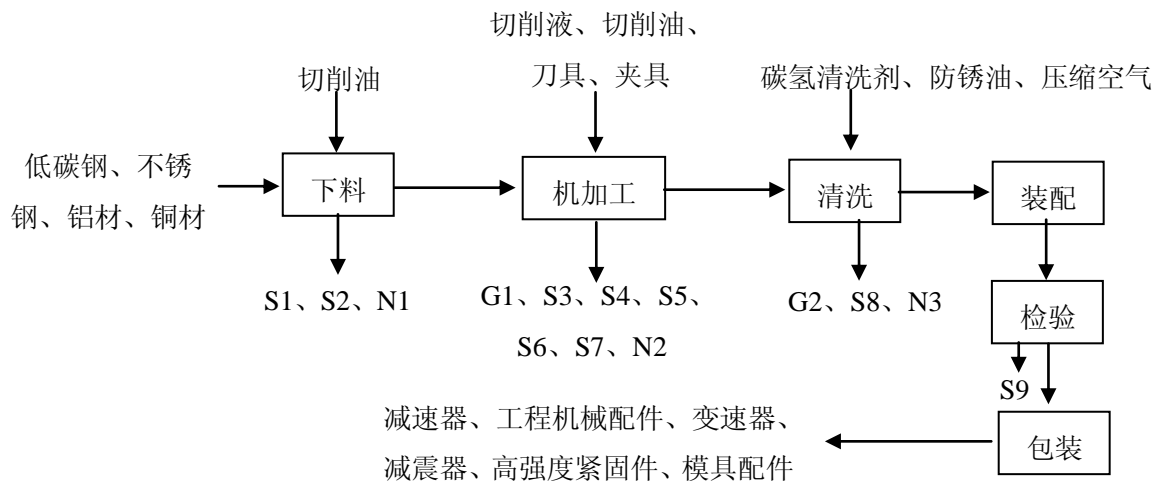 切削油
切削液、切削油、
刀具、夹具
碳氢清洗剂、防锈油、压缩空气
低碳钢、不锈
钢、铝材、铜材
下料
机加工
清洗
装配
S1、S2、N1
G1、S3、S4、S5、
S6、S7、N2
G2、S8、N3
检验
S9
减速器、工程机械配件、变速器、
减震器、高强度紧固件、模具配件
包装